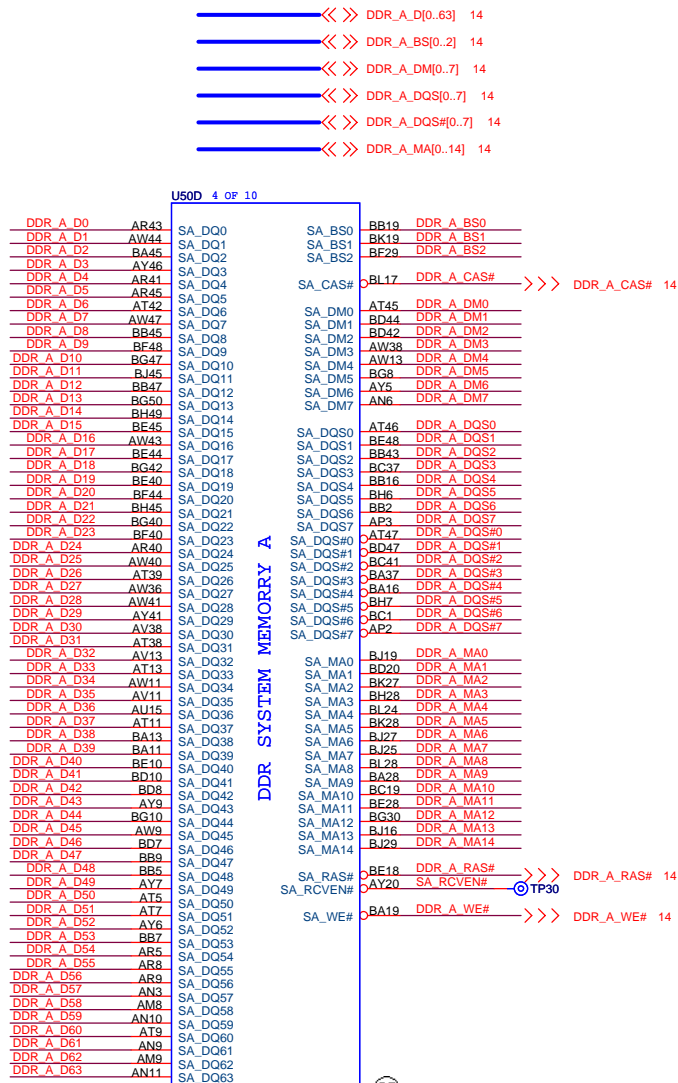 DDR_A_D[0..63] 14
DDR_A_BS[0..2] 14
DDR_A_DM[0..7] 14
DDR_A_DQS[0..7] 14
DDR_A_DQS#[0..7] 14
DDR_A_MA[0..14] 14
U50D 4 OF 10
DDR_A_D0 AR43 SA_DQ0 SA_BS0 BB19 DDR_A_BS0
DDR_A_D1 AW44 SA_DQ1 SA_BS1 BK19 DDR_A_BS1
DDR_A_D2 BA45 SA_DQ2 SA_BS2 BF29 DDR_A_BS2
DDR_A_D3 AY46 SA_DQ3
DDR_A_D4 AR41 SA_DQ4 SA_CAS# BL17 DDR_A_CAS# DDR_A_CAS# 14
DDR_A_D5 AR45 SA_DQ5
DDR_A_D6 AT42 SA_DQ6 SA_DM0 AT45 DDR_A_DM0
DDR_A_D7 AW47 SA_DQ7 SA_DM1 BD44 DDR_A_DM1
DDR_A_D8 BB45 SA_DQ8 SA_DM2 BD42 DDR_A_DM2
DDR_A_D9 BF48 SA_DQ9 SA_DM3 AW38 DDR_A_DM3
DDR_A_D10 BG47 SA_DQ10 SA_DM4 AW13 DDR_A_DM4
DDR_A_D11 BJ45 SA_DQ11 SA_DM5 BG8 DDR_A_DM5
DDR_A_D12 BB47 SA_DQ12 SA_DM6 AY5 DDR_A_DM6
DDR_A_D13 BG50 SA_DQ13 SA_DM7 AN6 DDR_A_DM7
DDR_A_D14 BH49 SA_DQ14
DDR_A_D15 BE45 SA_DQ15 SA_DQS0 AT46 DDR_A_DQS0
DDR_A_D16 AW43 SA_DQ16 SA_DQS1 BE48 DDR_A_DQS1
DDR_A_D17 BE44 SA_DQ17 SA_DQS2 BB43 DDR_A_DQS2
DDR_A_D18 BG42 SA_DQ18 SA_DQS3 BC37 DDR_A_DQS3
DDR_A_D19 BE40 SA_DQ19 SA_DQS4 BB16 DDR_A_DQS4
DDR_A_D20 BF44 SA_DQ20 SA_DQS5 BH6 DDR_A_DQS5
DDR_A_D21 BH45 SA_DQ21 SA_DQS6 BB2 DDR_A_DQS6
DDR_A_D22 BG40 SA_DQ22 SA_DQS7 AP3 DDR_A_DQS7
DDR_A_D23 BF40 SA_DQ23 SA_DQS#0 AT47 DDR_A_DQS#0
DDR_A_D24 AR40 SA_DQ24 SA_DQS#1 BD47 DDR_A_DQS#1
DDR_A_D25 AW40 SA_DQ25 SA_DQS#2 BC41 DDR_A_DQS#2
DDR_A_D26 AT39 SA_DQ26 SA_DQS#3 BA37 DDR_A_DQS#3
DDR_A_D27 AW36 SA_DQ27 SA_DQS#4 BA16 DDR_A_DQS#4
DDR_A_D28 AW41 SA_DQ28 SA_DQS#5 BH7 DDR_A_DQS#5
DDR_A_D29 AY41 SA_DQ29 SA_DQS#6 BC1 DDR_A_DQS#6
DDR_A_D30 AV38 SA_DQ30 SA_DQS#7 AP2 DDR_A_DQS#7
DDR_A_D31 AT38 SA_DQ31
DDR_A_D32 AV13 SA_DQ32 SA_MA0 BJ19 DDR_A_MA0
DDR_A_D33 AT13 SA_DQ33 SA_MA1 BD20 DDR_A_MA1
DDR_A_D34 AW11 SA_DQ34 SA_MA2 BK27 DDR_A_MA2
DDR_A_D35 AV11 SA_DQ35 SA_MA3 BH28 DDR_A_MA3
DDR_A_D36 AU15 SA_DQ36 SA_MA4 BL24 DDR_A_MA4
DDR_A_D37 AT11 SA_DQ37 SA_MA5 BK28 DDR_A_MA5
DDR_A_D38 BA13 SA_DQ38 SA_MA6 BJ27 DDR_A_MA6
DDR_A_D39 BA11 SA_DQ39 SA_MA7 BJ25 DDR_A_MA7
DDR_A_D40 BE10 SA_DQ40 SA_MA8 BL28 DDR_A_MA8
DDR_A_D41 BD10 SA_DQ41 SA_MA9 BA28 DDR_A_MA9
DDR_A_D42 BD8 SA_DQ42 SA_MA10 BC19 DDR_A_MA10
DDR_A_D43 AY9 SA_DQ43 SA_MA11 BE28 DDR_A_MA11
DDR_A_D44 BG10 SA_DQ44 SA_MA12 BG30 DDR_A_MA12
DDR_A_D45 AW9 SA_DQ45 SA_MA13 BJ16 DDR_A_MA13
DDR_A_D46 BD7 SA_DQ46 SA_MA14 BJ29 DDR_A_MA14
DDR_A_D47 BB9 SA_DQ47
DDR_A_D48 BB5 SA_DQ48 SA_RAS# BE18 DDR_A_RAS# DDR_A_RAS# 14
DDR_A_D49 AY7 SA_DQ49 SA_RCVEN# AY20 SA_RCVEN# TP30
DDR_A_D50 AT5 SA_DQ50
DDR_A_D51 AT7 SA_DQ51 SA_WE# BA19 DDR_A_WE# DDR_A_WE# 14
DDR_A_D52 AY6 SA_DQ52
DDR_A_D53 BB7 SA_DQ53
DDR_A_D54 AR5 SA_DQ54
DDR_A_D55 AR8 SA_DQ55
DDR_A_D56 AR9 SA_DQ56
DDR_A_D57 AN3 SA_DQ57
DDR_A_D58 AM8 SA_DQ58
DDR_A_D59 AN10 SA_DQ59
DDR_A_D60 AT9 SA_DQ60
DDR_A_D61 AN9 SA_DQ61
DDR_A_D62 AM9 SA_DQ62
DDR_A_D63 AN11 SA_DQ63
DDR SYSTEM MEMORRY A